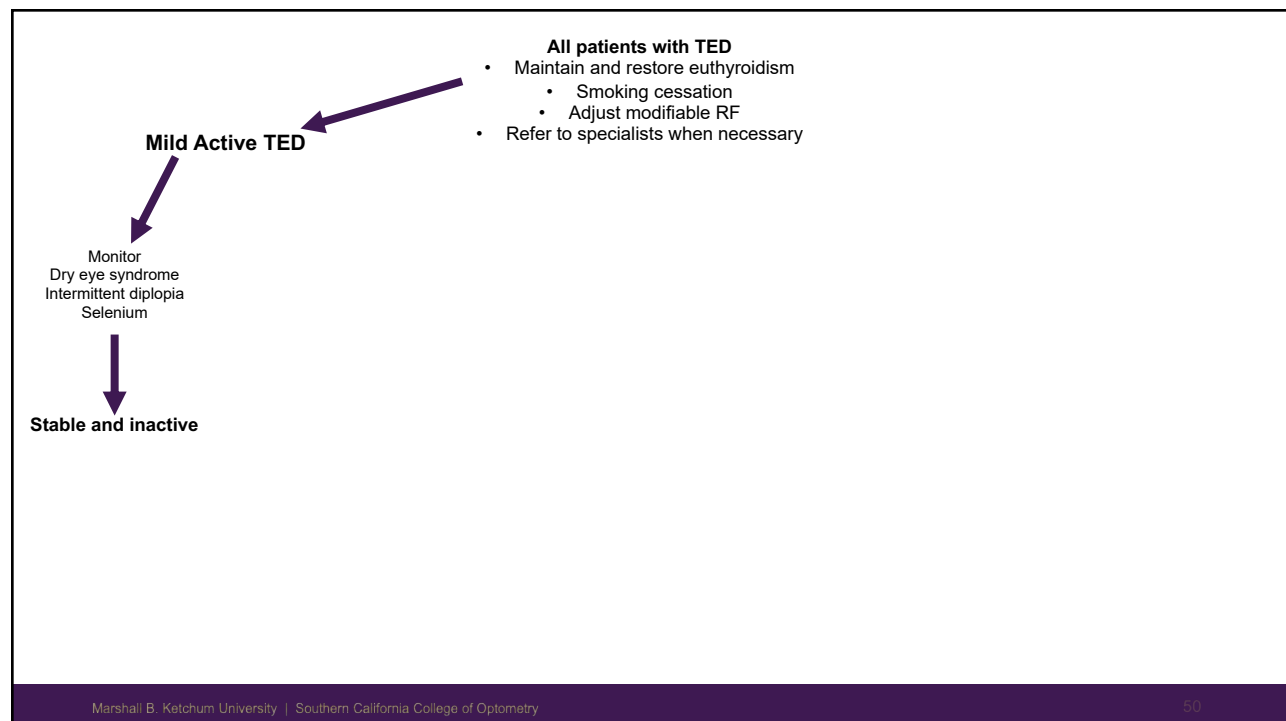 All patients with TED
• Maintain and restore euthyroidism
• Smoking cessation
• Adjust modifiable RF
• Refer to specialists when necessary
Mild Active TED
Monitor
Dry eye syndrome
Intermittent diplopia
Selenium
Stable and inactive
Marshall B. Ketchum University | Southern California College of Optometry
50